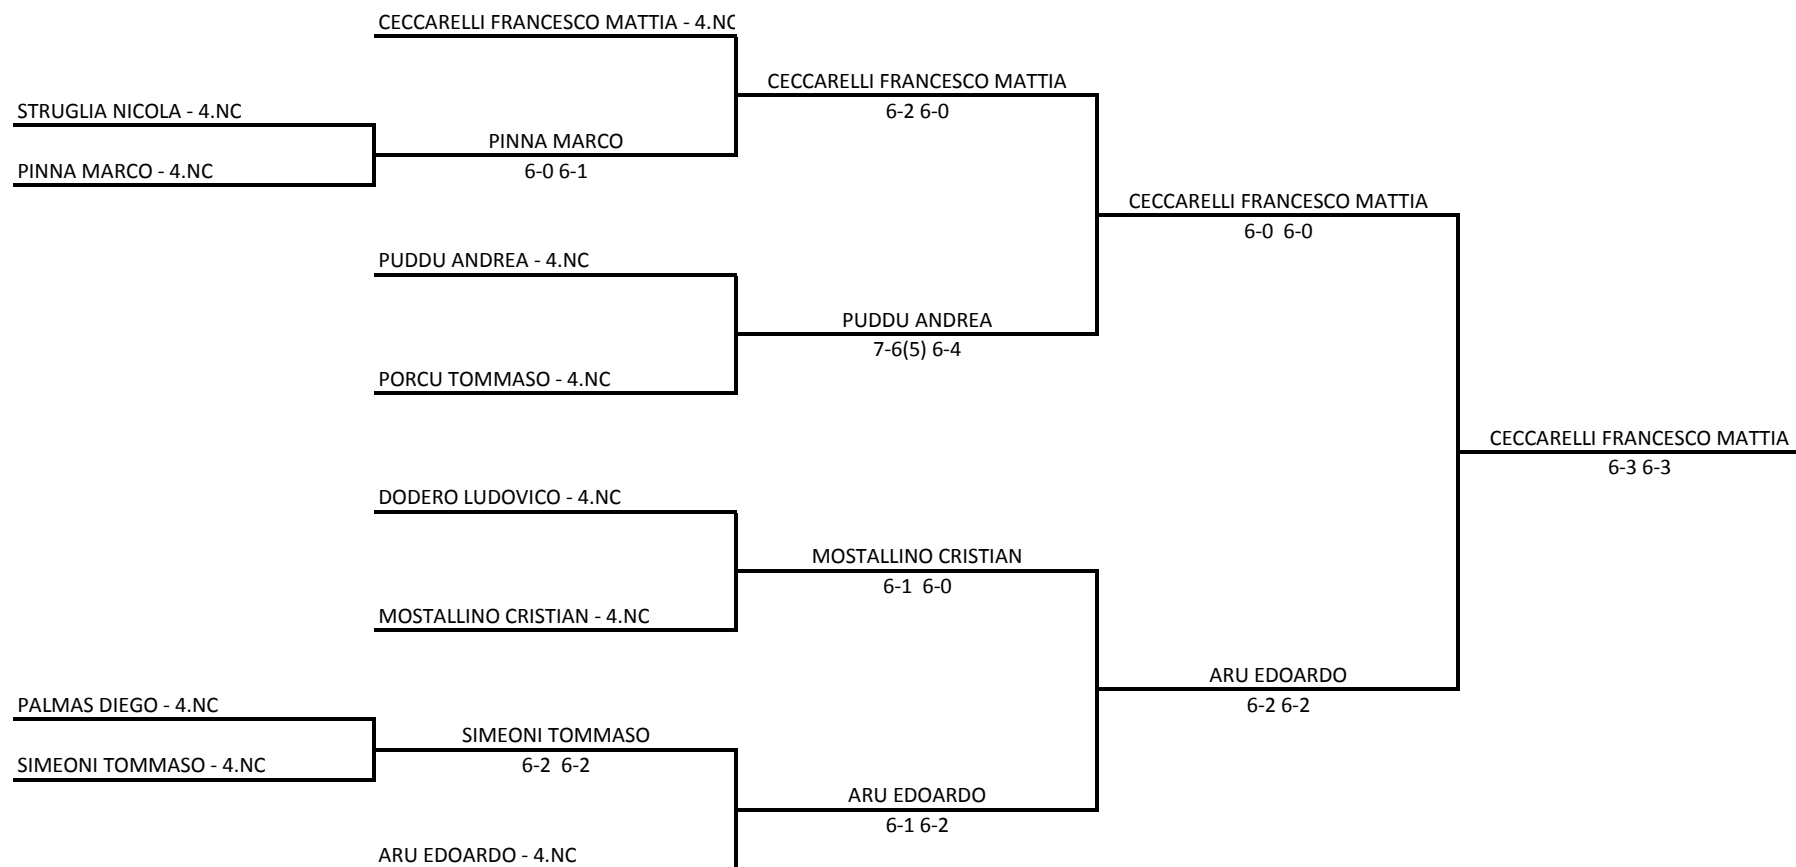 CECCARELLI FRANCESCO MATTIA - 4.NC
CECCARELLI FRANCESCO MATTIA
6-2 6-0
STRUGLIA NICOLA - 4.NC
PINNA MARCO
6-0 6-1
PINNA MARCO - 4.NC
CECCARELLI FRANCESCO MATTIA
6-0 6-0
PUDDU ANDREA - 4.NC
PUDDU ANDREA
7-6(5) 6-4
PORCU TOMMASO - 4.NC
CECCARELLI FRANCESCO MATTIA
6-3 6-3
DODERO LUDOVICO - 4.NC
MOSTALLINO CRISTIAN
6-1 6-0
MOSTALLINO CRISTIAN - 4.NC
ARU EDOARDO
6-2 6-2
PALMAS DIEGO - 4.NC
SIMEONI TOMMASO
6-2 6-2
SIMEONI TOMMASO - 4.NC
ARU EDOARDO
6-1 6-2
ARU EDOARDO - 4.NC